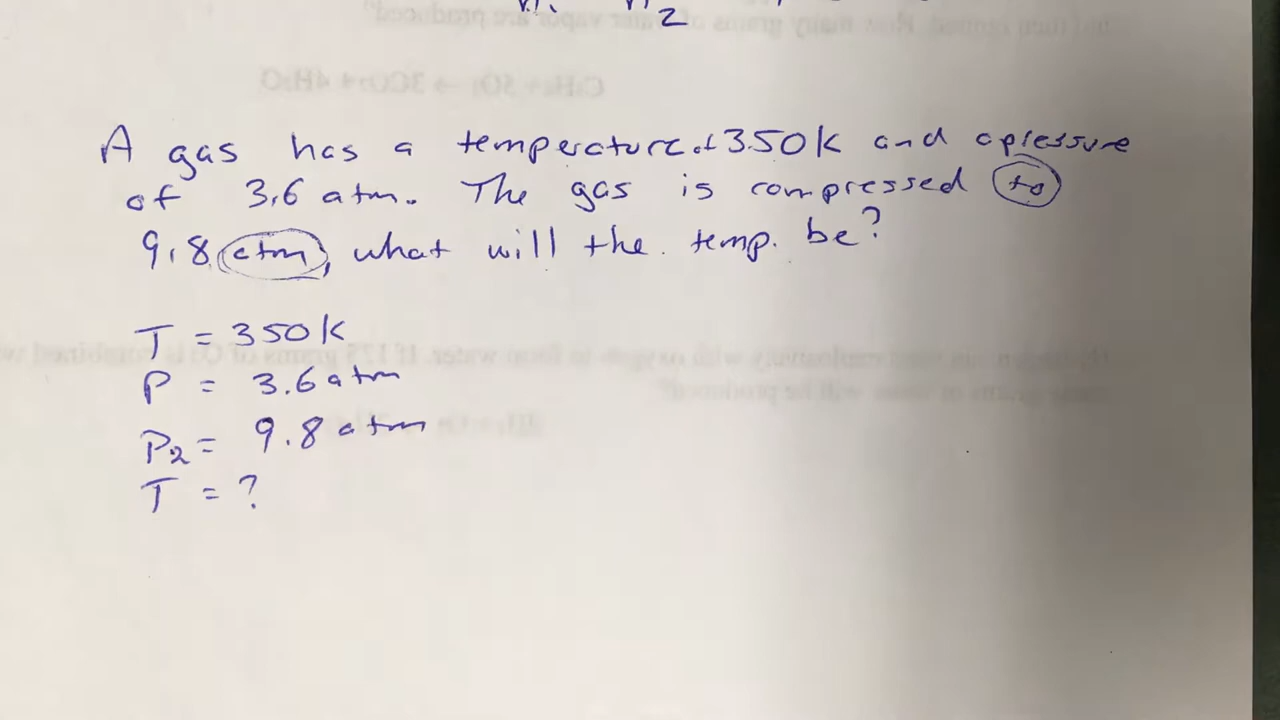 2
A gas has a temperature of 350K and a pressure
of 3.6 atm. The gas is compressed to
9.8 atm, what will the temp. be?
T = 350K
P = 3.6 atm
P2 = 9.8 atm
T = ?